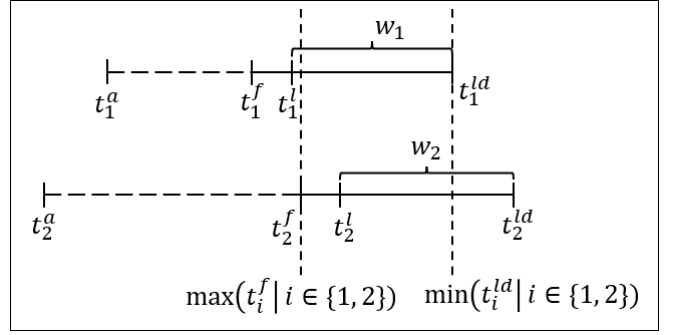 w₁
t₁ᵃ t₁ᶠ t₁ˡ t₁ˡᵈ
w₂
t₂ᵃ t₂ᶠ t₂ˡ t₂ˡᵈ
max(tᵢᶠ | i ∈ {1, 2}) min(tᵢˡᵈ | i ∈ {1, 2})